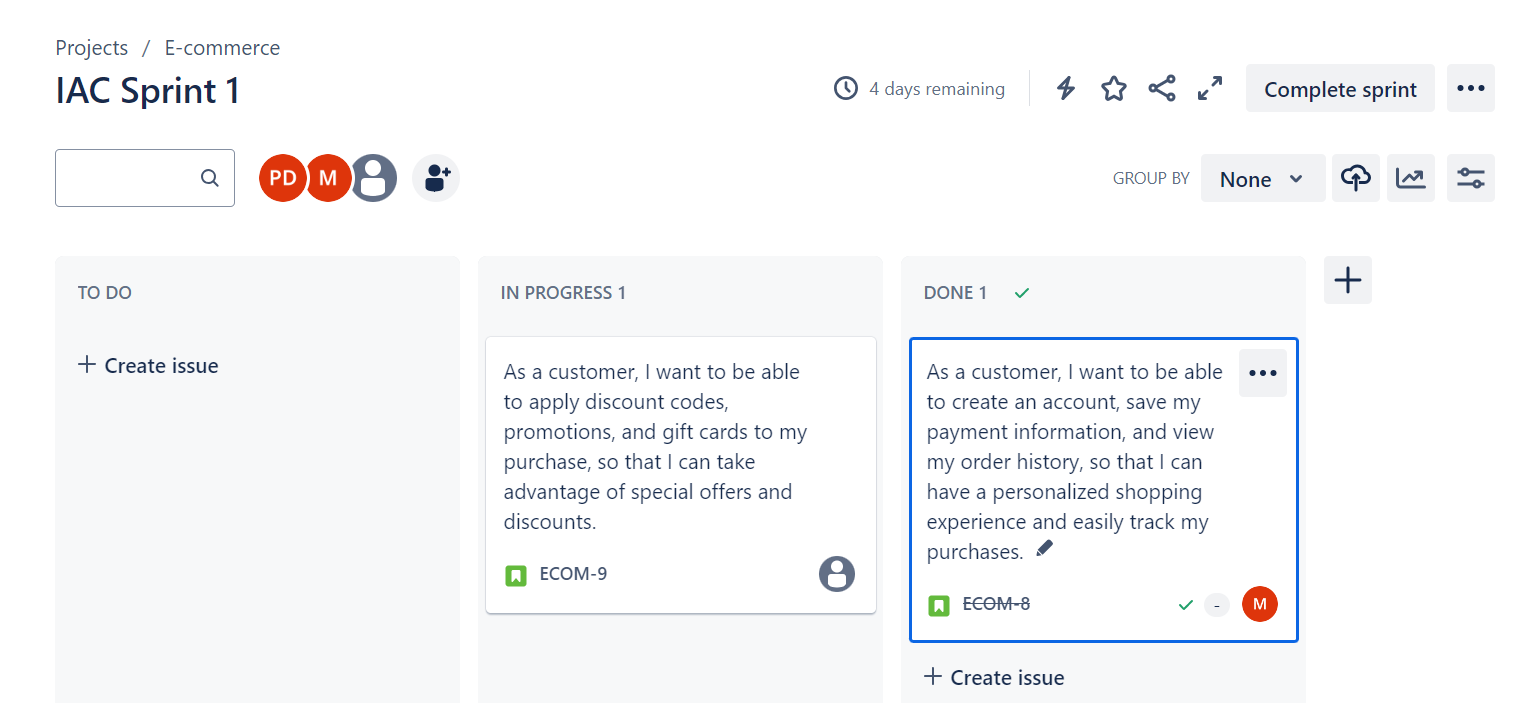 Projects / E-commerce
IAC Sprint 1
4 days remaining
Complete sprint
PD M
GROUP BY None
TO DO
+ Create issue
IN PROGRESS 1
As a customer, I want to be able
to apply discount codes,
promotions, and gift cards to my
purchase, so that I can take
advantage of special offers and
discounts.
ECOM-9
DONE 1
As a customer, I want to be able
to create an account, save my
payment information, and view
my order history, so that I can
have a personalized shopping
experience and easily track my
purchases.
ECOM-8 - M
+ Create issue